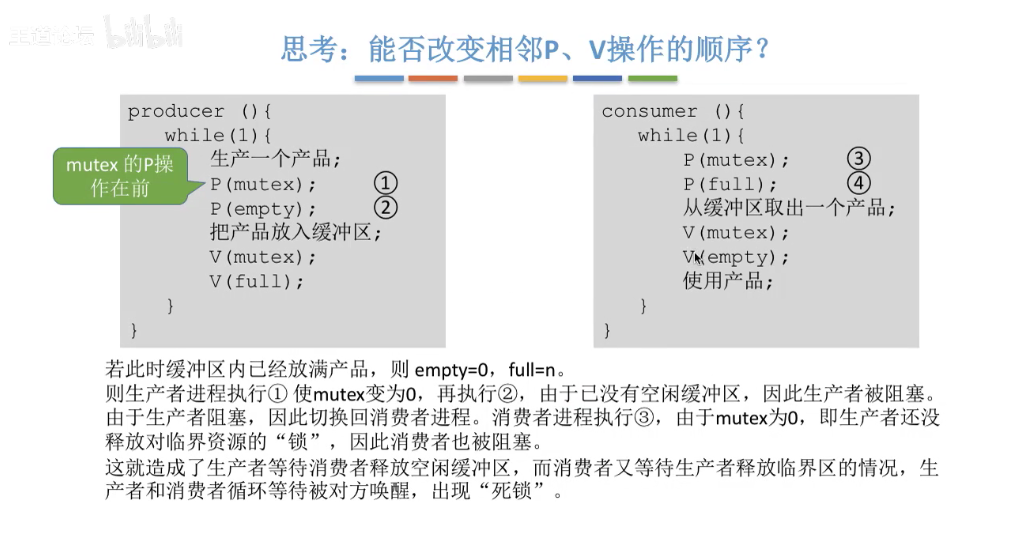 思考：能否改变相邻P、V操作的顺序？
producer (){
while(1){
生产一个产品;
P(mutex); ①
P(empty); ②
把产品放入缓冲区;
V(mutex);
V(full);
}
}
mutex 的P操
作在前
consumer (){
while(1){
P(mutex); ③
P(full); ④
从缓冲区取出一个产品;
V(mutex);
V(empty);
使用产品;
}
}
若此时缓冲区内已经放满产品，则 empty=0，full=n。
则生产者进程执行① 使mutex变为0，再执行②，由于已没有空闲缓冲区，因此生产者被阻塞。
由于生产者阻塞，因此切换回消费者进程。消费者进程执行③，由于mutex为0，即生产者还没
释放对临界资源的“锁”，因此消费者也被阻塞。
这就造成了生产者等待消费者释放空闲缓冲区，而消费者又等待生产者释放临界区的情况，生
产者和消费者循环等待被对方唤醒，出现“死锁”。